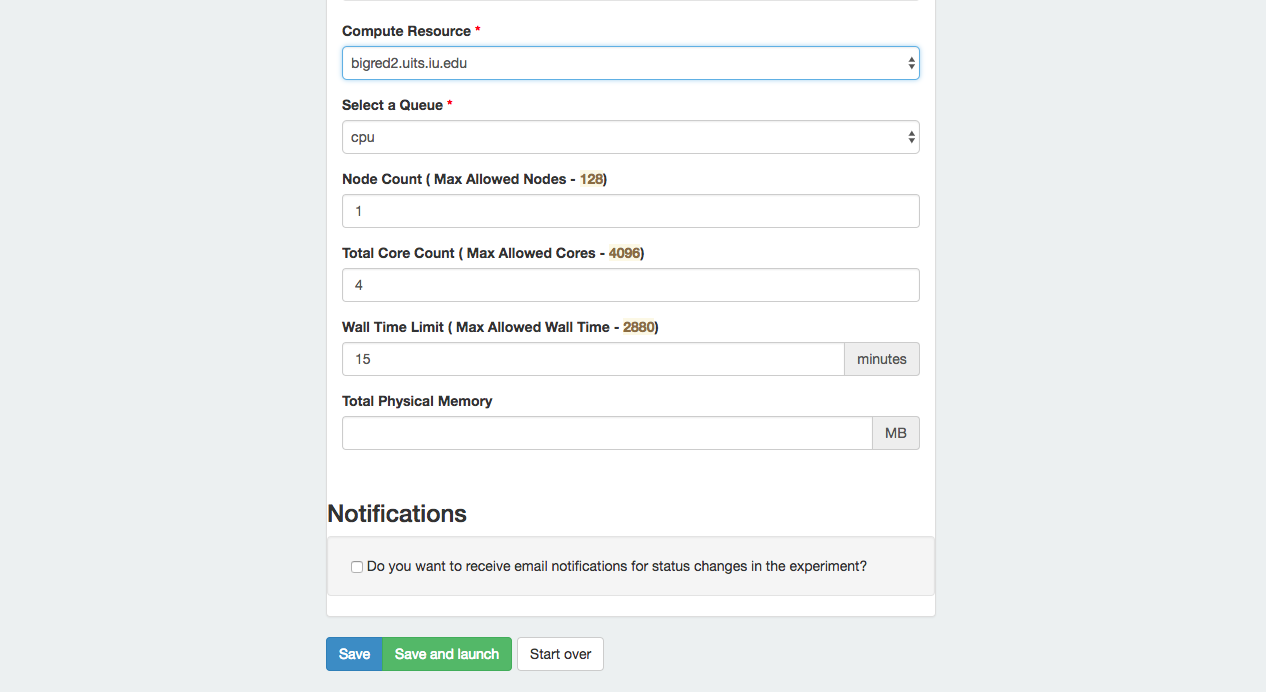 Compute Resource *
bigred2.uits.iu.edu
Select a Queue *
cpu
Node Count ( Max Allowed Nodes - 128)
1
Total Core Count ( Max Allowed Cores - 4096)
4
Wall Time Limit ( Max Allowed Wall Time - 2880)
15 minutes
Total Physical Memory
MB
Notifications
Do you want to receive email notifications for status changes in the experiment?
Save Save and launch Start over